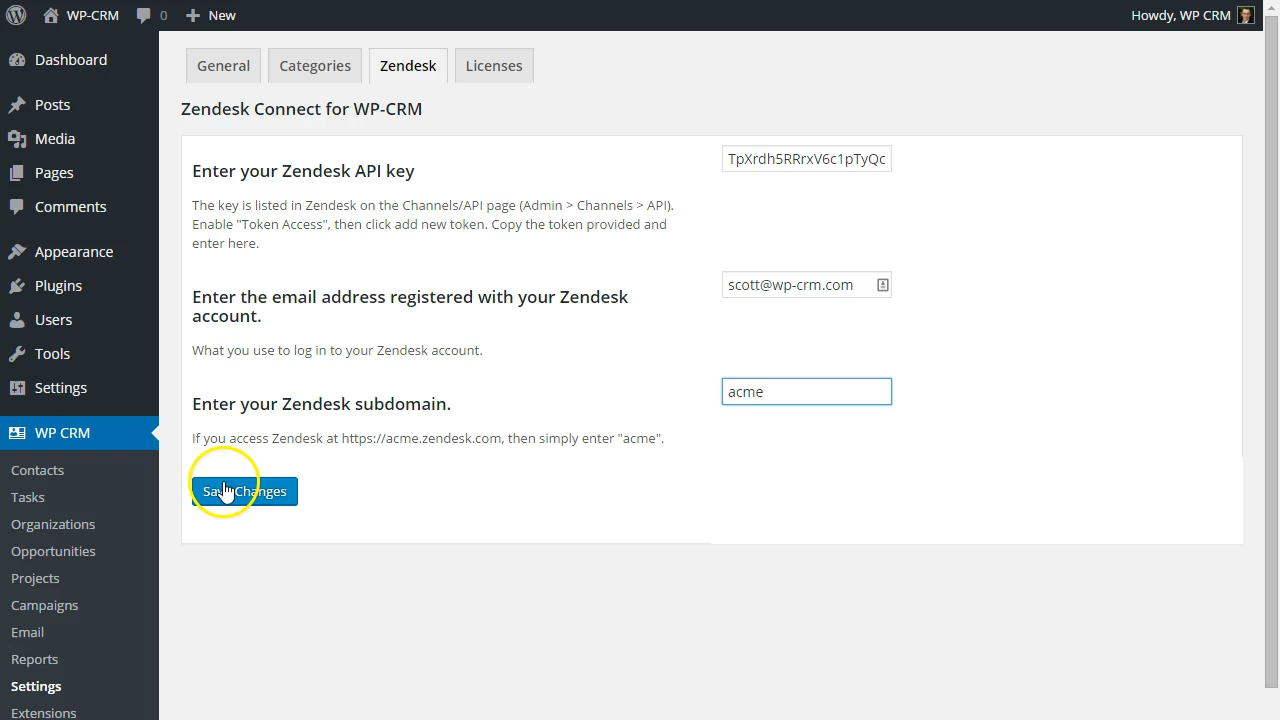 WP-CRM
0
New
Howdy, WP CRM
Dashboard
Posts
Media
Pages
Comments
Appearance
Plugins
Users
Tools
Settings
WP CRM
Contacts
Tasks
Organizations
Opportunities
Projects
Campaigns
Email
Reports
Settings
Extensions
General
Categories
Zendesk
Licenses
Zendesk Connect for WP-CRM
Enter your Zendesk API key
TpXrdh5RRrxV6c1pTyQc
The key is listed in Zendesk on the Channels/API page (Admin > Channels > API).
Enable "Token Access", then click add new token. Copy the token provided and
enter here.
Enter the email address registered with your Zendesk
account.
scott@wp-crm.com
What you use to log in to your Zendesk account.
Enter your Zendesk subdomain.
acme
If you access Zendesk at https://acme.zendesk.com, then simply enter "acme".
Save Changes